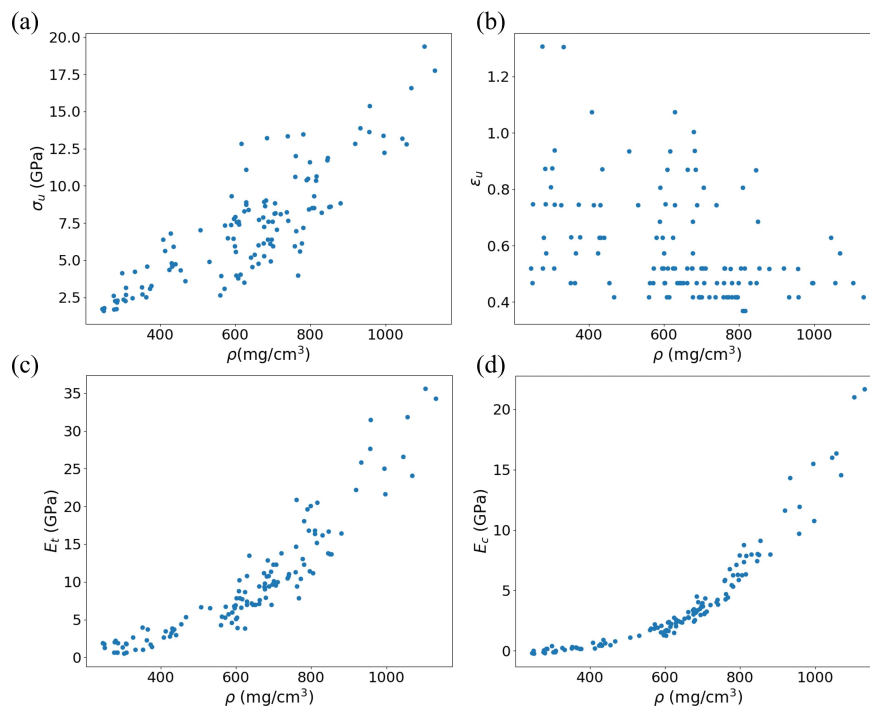 (a)
20.0
17.5
15.0
12.5
10.0
7.5
5.0
2.5
σu (GPa)
400 600 800 1000
ρ(mg/cm³)
(b)
1.2
1.0
0.8
0.6
0.4
εu
400 600 800 1000
ρ (mg/cm³)
(c)
35
30
25
20
15
10
5
0
Et (GPa)
400 600 800 1000
ρ (mg/cm³)
(d)
20
15
10
5
0
Ec (GPa)
400 600 800 1000
ρ (mg/cm³)